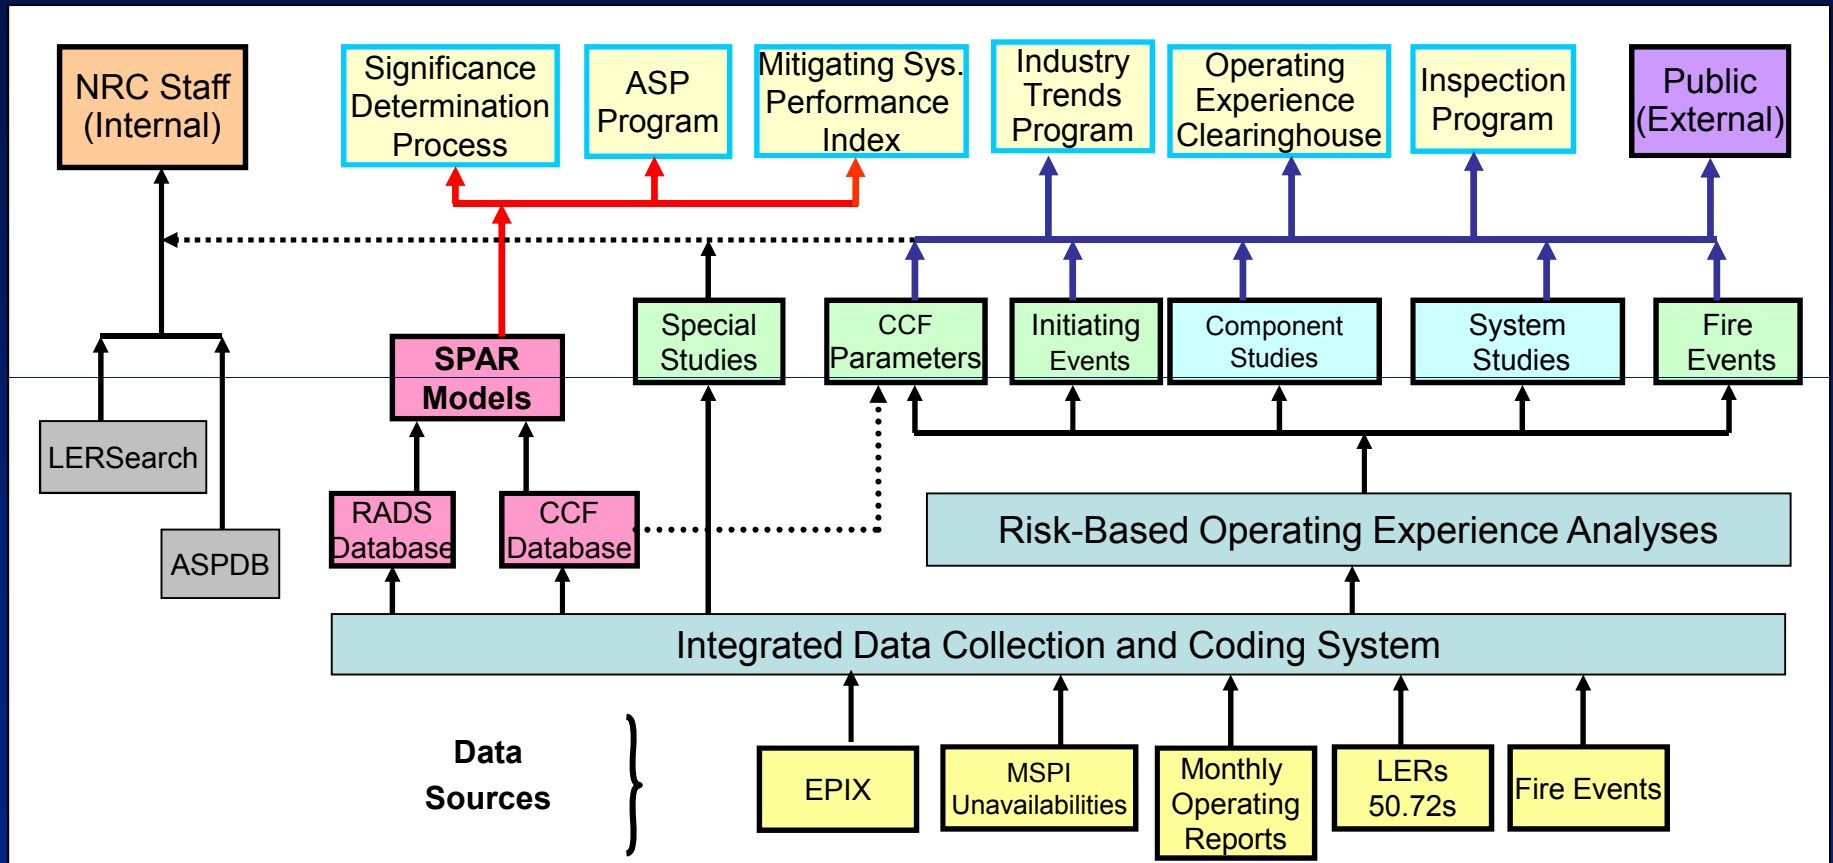 NRC Staff
(Internal)
Significance
Determination
Process
ASP
Program
Mitigating Sys.
Performance
Index
Industry
Trends
Program
Operating
Experience
Clearinghouse
Inspection
Program
Public
(External)
SPAR
Models
Special
Studies
CCF
Parameters
Initiating
Events
Component
Studies
System
Studies
Fire
Events
LERSearch
ASPDB
RADS
Database
CCF
Database
Risk-Based Operating Experience Analyses
Integrated Data Collection and Coding System
Data
Sources
EPIX
MSPI
Unavailabilities
Monthly
Operating
Reports
LERs
50.72s
Fire Events